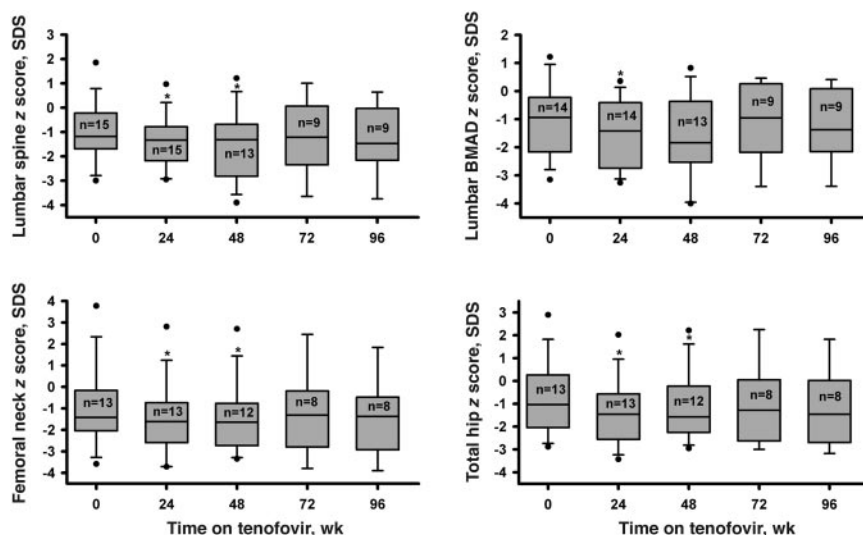 Lumbar spine z score, SDS
3
2
1
0
-1
-2
-3
-4
n=15
*
n=15
*
n=13
n=9
n=9
0 24 48 72 96
Lumbar BMAD z score, SDS
2
1
0
-1
-2
-3
-4
n=14
*
n=14
n=13
n=9
n=9
0 24 48 72 96
Femoral neck z score, SDS
4
3
2
1
0
-1
-2
-3
-4
n=13
*
n=13
*
n=12
n=8
n=8
0 24 48 72 96
Time on tenofovir, wk
Total hip z score, SDS
3
2
1
0
-1
-2
-3
-4
n=13
*
n=13
*
n=12
n=8
n=8
0 24 48 72 96
Time on tenofovir, wk